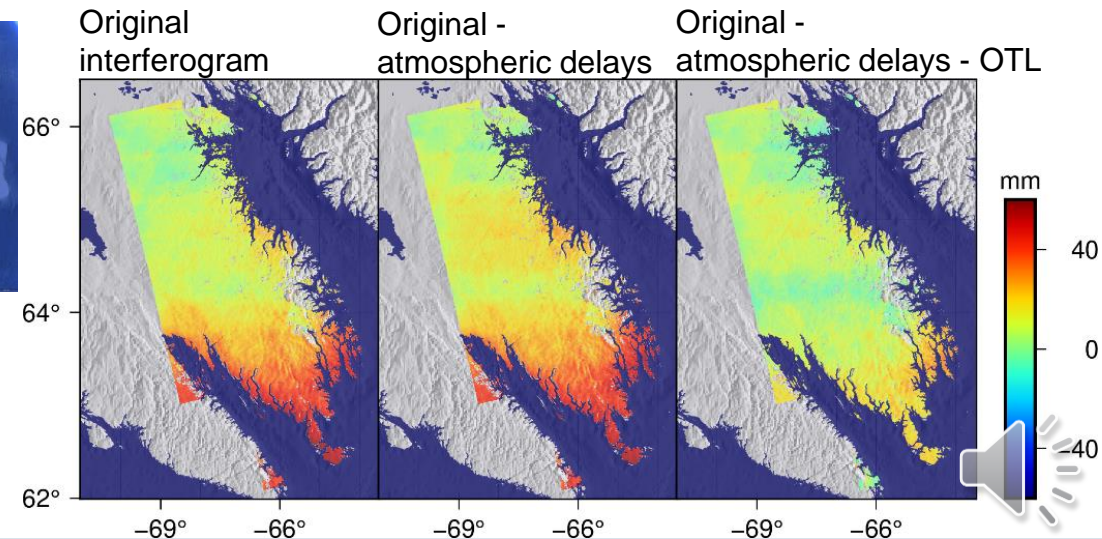 Original
interferogram
Original -
atmospheric delays
Original -
atmospheric delays - OTL
66°
64°
62°
−69°
−66°
−69°
−66°
−69°
−66°
mm
40
0
−40